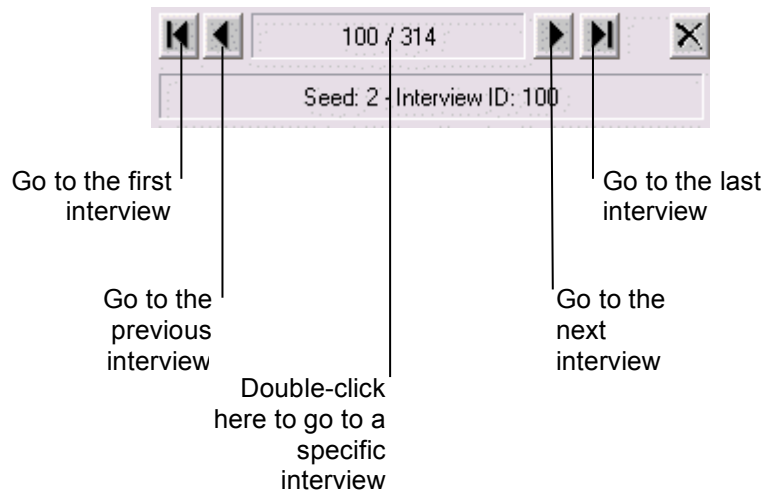 100 / 314
Seed: 2 - Interview ID: 100
Go to the first
interview
Go to the last
interview
Go to the
previous
interview
Go to the
next
interview
Double-click
here to go to a
specific
interview